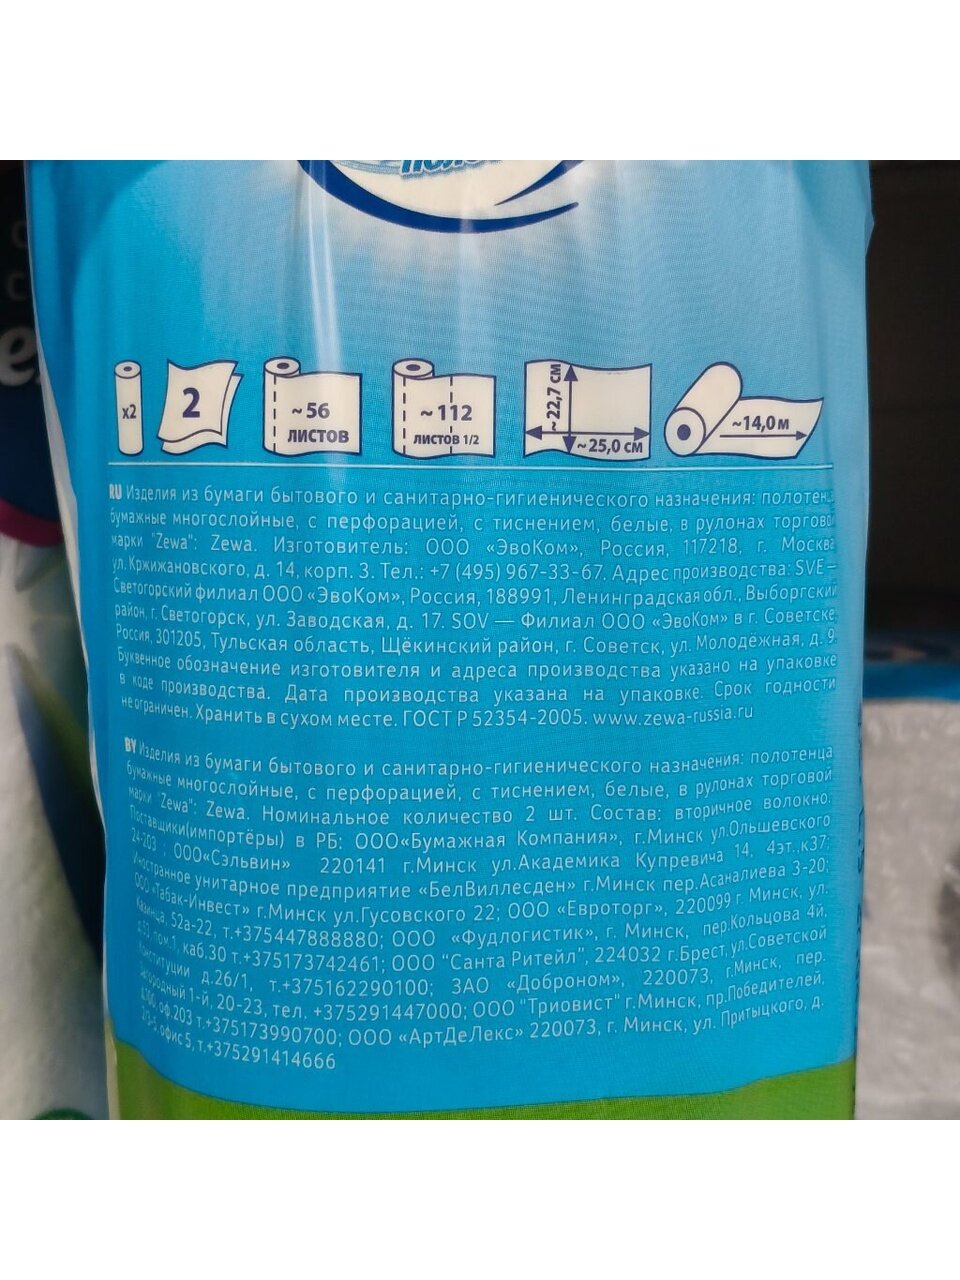 x2
2
~56
листов
~112
листов 1/2
~22,7 см
~25,0 см
~14,0 м
RU Изделия из бумаги бытового и санитарно-гигиенического назначения: полотенц
бумажные многослойные, с перфорацией, с тиснением, белые, в рулонах торгово
марки "Zewa": Zewa. Изготовитель: ООО «ЭвоКом», Россия, 117218, г. Москва
ул. Кржижановского, д. 14, корп. 3. Тел.: +7 (495) 967-33-67. Адрес производства: SVE —
Светогорский филиал ООО «ЭвоКом», Россия, 188991, Ленинградская обл., Выборгский
район, г. Светогорск, ул. Заводская, д. 17. SOV — Филиал ООО «ЭвоКом» в г. Советске
Россия, 301205, Тульская область, Щёкинский район, г. Советск, ул. Молодёжная, д. 9.
Буквенное обозначение изготовителя и адреса производства указано на упаковке
в коде производства. Дата производства указана на упаковке. Срок годности
не ограничен. Хранить в сухом месте. ГОСТ Р 52354-2005. www.zewa-russia.ru
BY Изделия из бумаги бытового и санитарно-гигиенического назначения: полотенца
бумажные многослойные, с перфорацией, с тиснением, белые, в рулонах торговой
марки "Zewa": Zewa. Номинальное количество 2 шт. Состав: вторичное волокно.
Поставщики(импортёры) в РБ: ООО«Бумажная Компания», г.Минск ул.Ольшевского
24-203 ; ООО«Сэльвин» 220141 г.Минск ул.Академика Купревича 14, 4эт.,к37;
Иностранное унитарное предприятие «БелВиллесден» г.Минск пер.Асаналиева 3-20;
ООО «Табак-Инвест» г.Минск ул.Гусовского 22; ООО «Евроторг», 220099 г. Минск, ул.
Казинца, 52а-22, т.+375447888880; ООО «Фудлогистик», г. Минск, пер.Кольцова 4й,
д.53,пом.1, каб.30 т.+375173742461; ООО "Санта Ритейл", 224032 г.Брест, ул.Советской
Конституции д.26/1, т.+375162290100; ЗАО «Доброном», 220073, г.Минск, пер.
Загородный 1-й, 20-23, тел. +375291447000; ООО "Триовист" г.Минск, пр.Победителей,
д.100, оф.203 т.+375173990700; ООО «АртДеЛекс» 220073, г. Минск, ул. Притыцкого, д.
офис 5, т.+375291414666